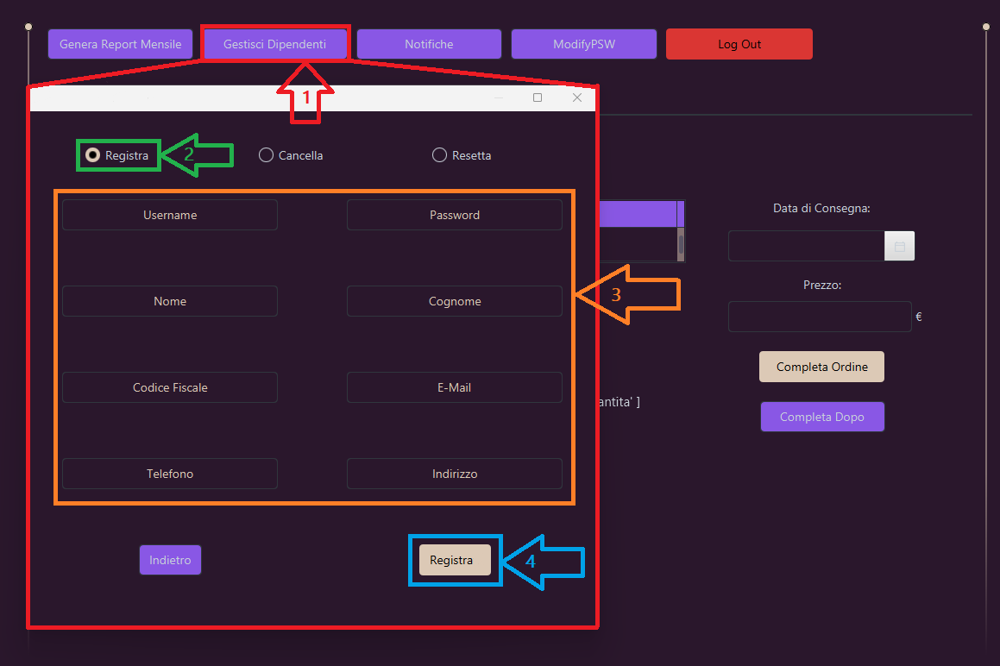 Genera Report Mensile
Gestisci Dipendenti
Notifiche
ModifyPSW
Log Out
1
Registra
2
Cancella
Resetta
Username
Password
Nome
Cognome
Codice Fiscale
E-Mail
Telefono
Indirizzo
3
Indietro
Registra
4
Data di Consegna:
Prezzo:
€
Completa Ordine
antita' ]
Completa Dopo